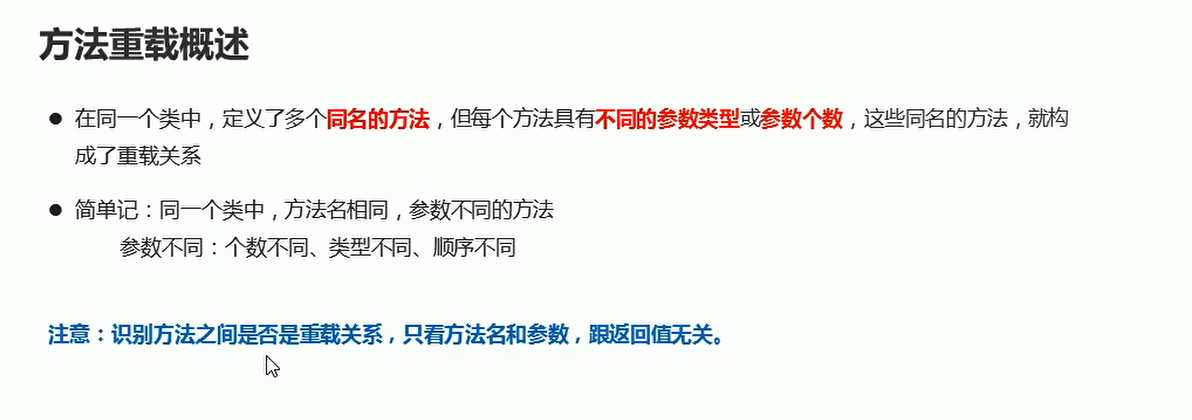 方法重载概述
● 在同一个类中，定义了多个同名的方法，但每个方法具有不同的参数类型或参数个数，这些同名的方法，就构
成了重载关系
● 简单记：同一个类中，方法名相同，参数不同的方法
参数不同：个数不同、类型不同、顺序不同
注意：识别方法之间是否是重载关系，只看方法名和参数，跟返回值无关。